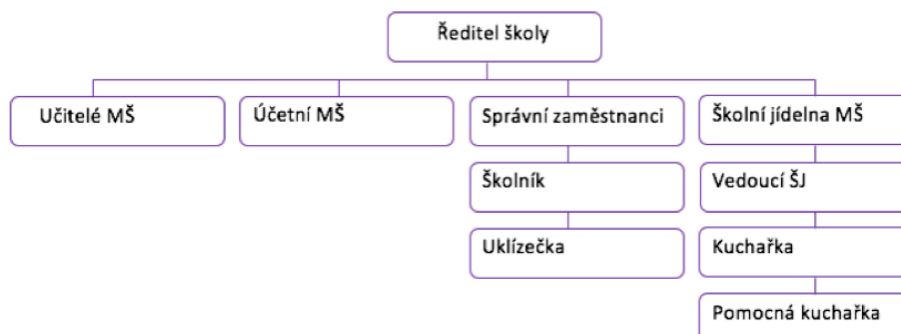 Ředitel školy
Učitelé MŠ
Účetní MŠ
Správní zaměstnanci
Školní jídelna MŠ
Školník
Vedoucí ŠJ
Uklízečka
Kuchařka
Pomocná kuchařka